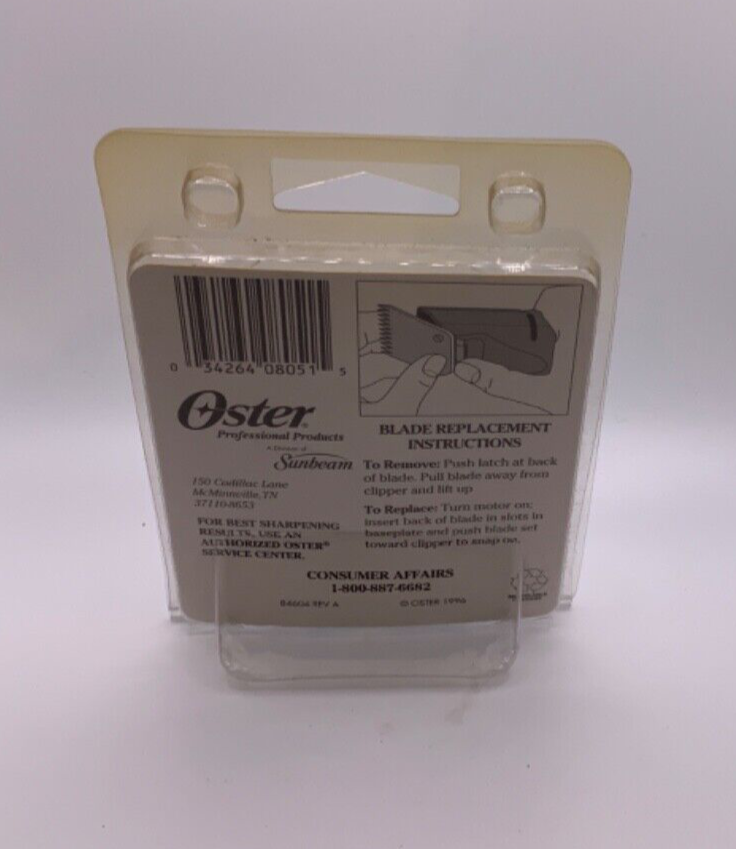 0 34264 08051 5
Oster®
Professional Products
A Division of
Sunbeam
150 Cadillac Lane
McMinnville, TN
37110-8653
FOR BEST SHARPENING
RESULTS, USE AN
AUTHORIZED OSTER®
SERVICE CENTER.
BLADE REPLACEMENT
INSTRUCTIONS
To Remove: Push latch at back
of blade. Pull blade away from
clipper and lift up
To Replace: Turn motor on;
insert back of blade in slots in
baseplate and push blade set
toward clipper to snap on.
CONSUMER AFFAIRS
1-800-887-6682
84604 REV A
© OSTER 1996